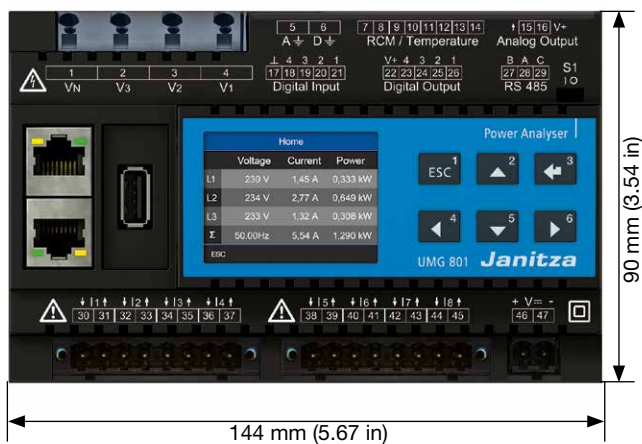 5 6
A D
7 8 9 10 11 12 13 14
RCM / Temperature
15 16 V+
Analog Output
1 2 3 4
VN V3 V2 V1
⊥ 4 3 2 1
17 18 19 20 21
Digital Input
V+ 4 3 2 1
22 23 24 25 26
Digital Output
B A C
27 28 29
RS 485
S1
I O
Power Analyser
Home
Voltage Current Power
L1 230 V 1,45 A 0,333 kW
L2 234 V 2,77 A 0,649 kW
L3 233 V 1,32 A 0,308 kW
Σ 50.00Hz 5,54 A 1,290 kW
ESC
ESC 1
2
3
4
5
6
UMG 801 Janitza
I1 I2 I3 I4
30 31 32 33 34 35 36 37
I5 I6 I7 I8
38 39 40 41 42 43 44 45
+ V -
46 47
90 mm (3.54 in)
144 mm (5.67 in)